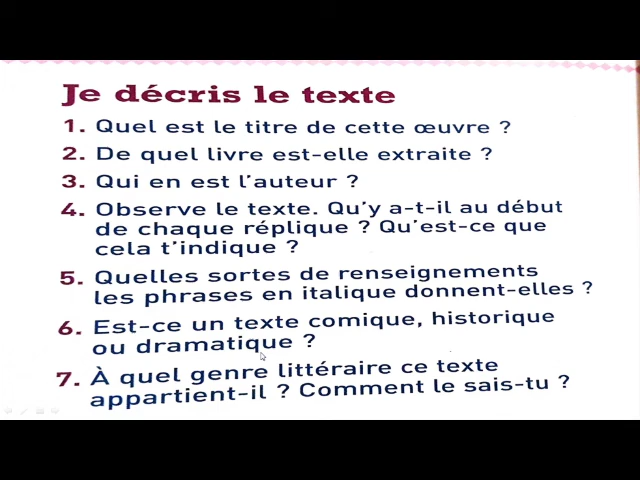 Je décris le texte
1. Quel est le titre de cette œuvre ?
2. De quel livre est-elle extraite ?
3. Qui en est l'auteur ?
4. Observe le texte. Qu'y a-t-il au début
de chaque réplique ? Qu'est-ce que
cela t'indique ?
5. Quelles sortes de renseignements
les phrases en italique donnent-elles ?
6. Est-ce un texte comique, historique
ou dramatique ?
7. À quel genre littéraire ce texte
appartient-il ? Comment le sais-tu ?